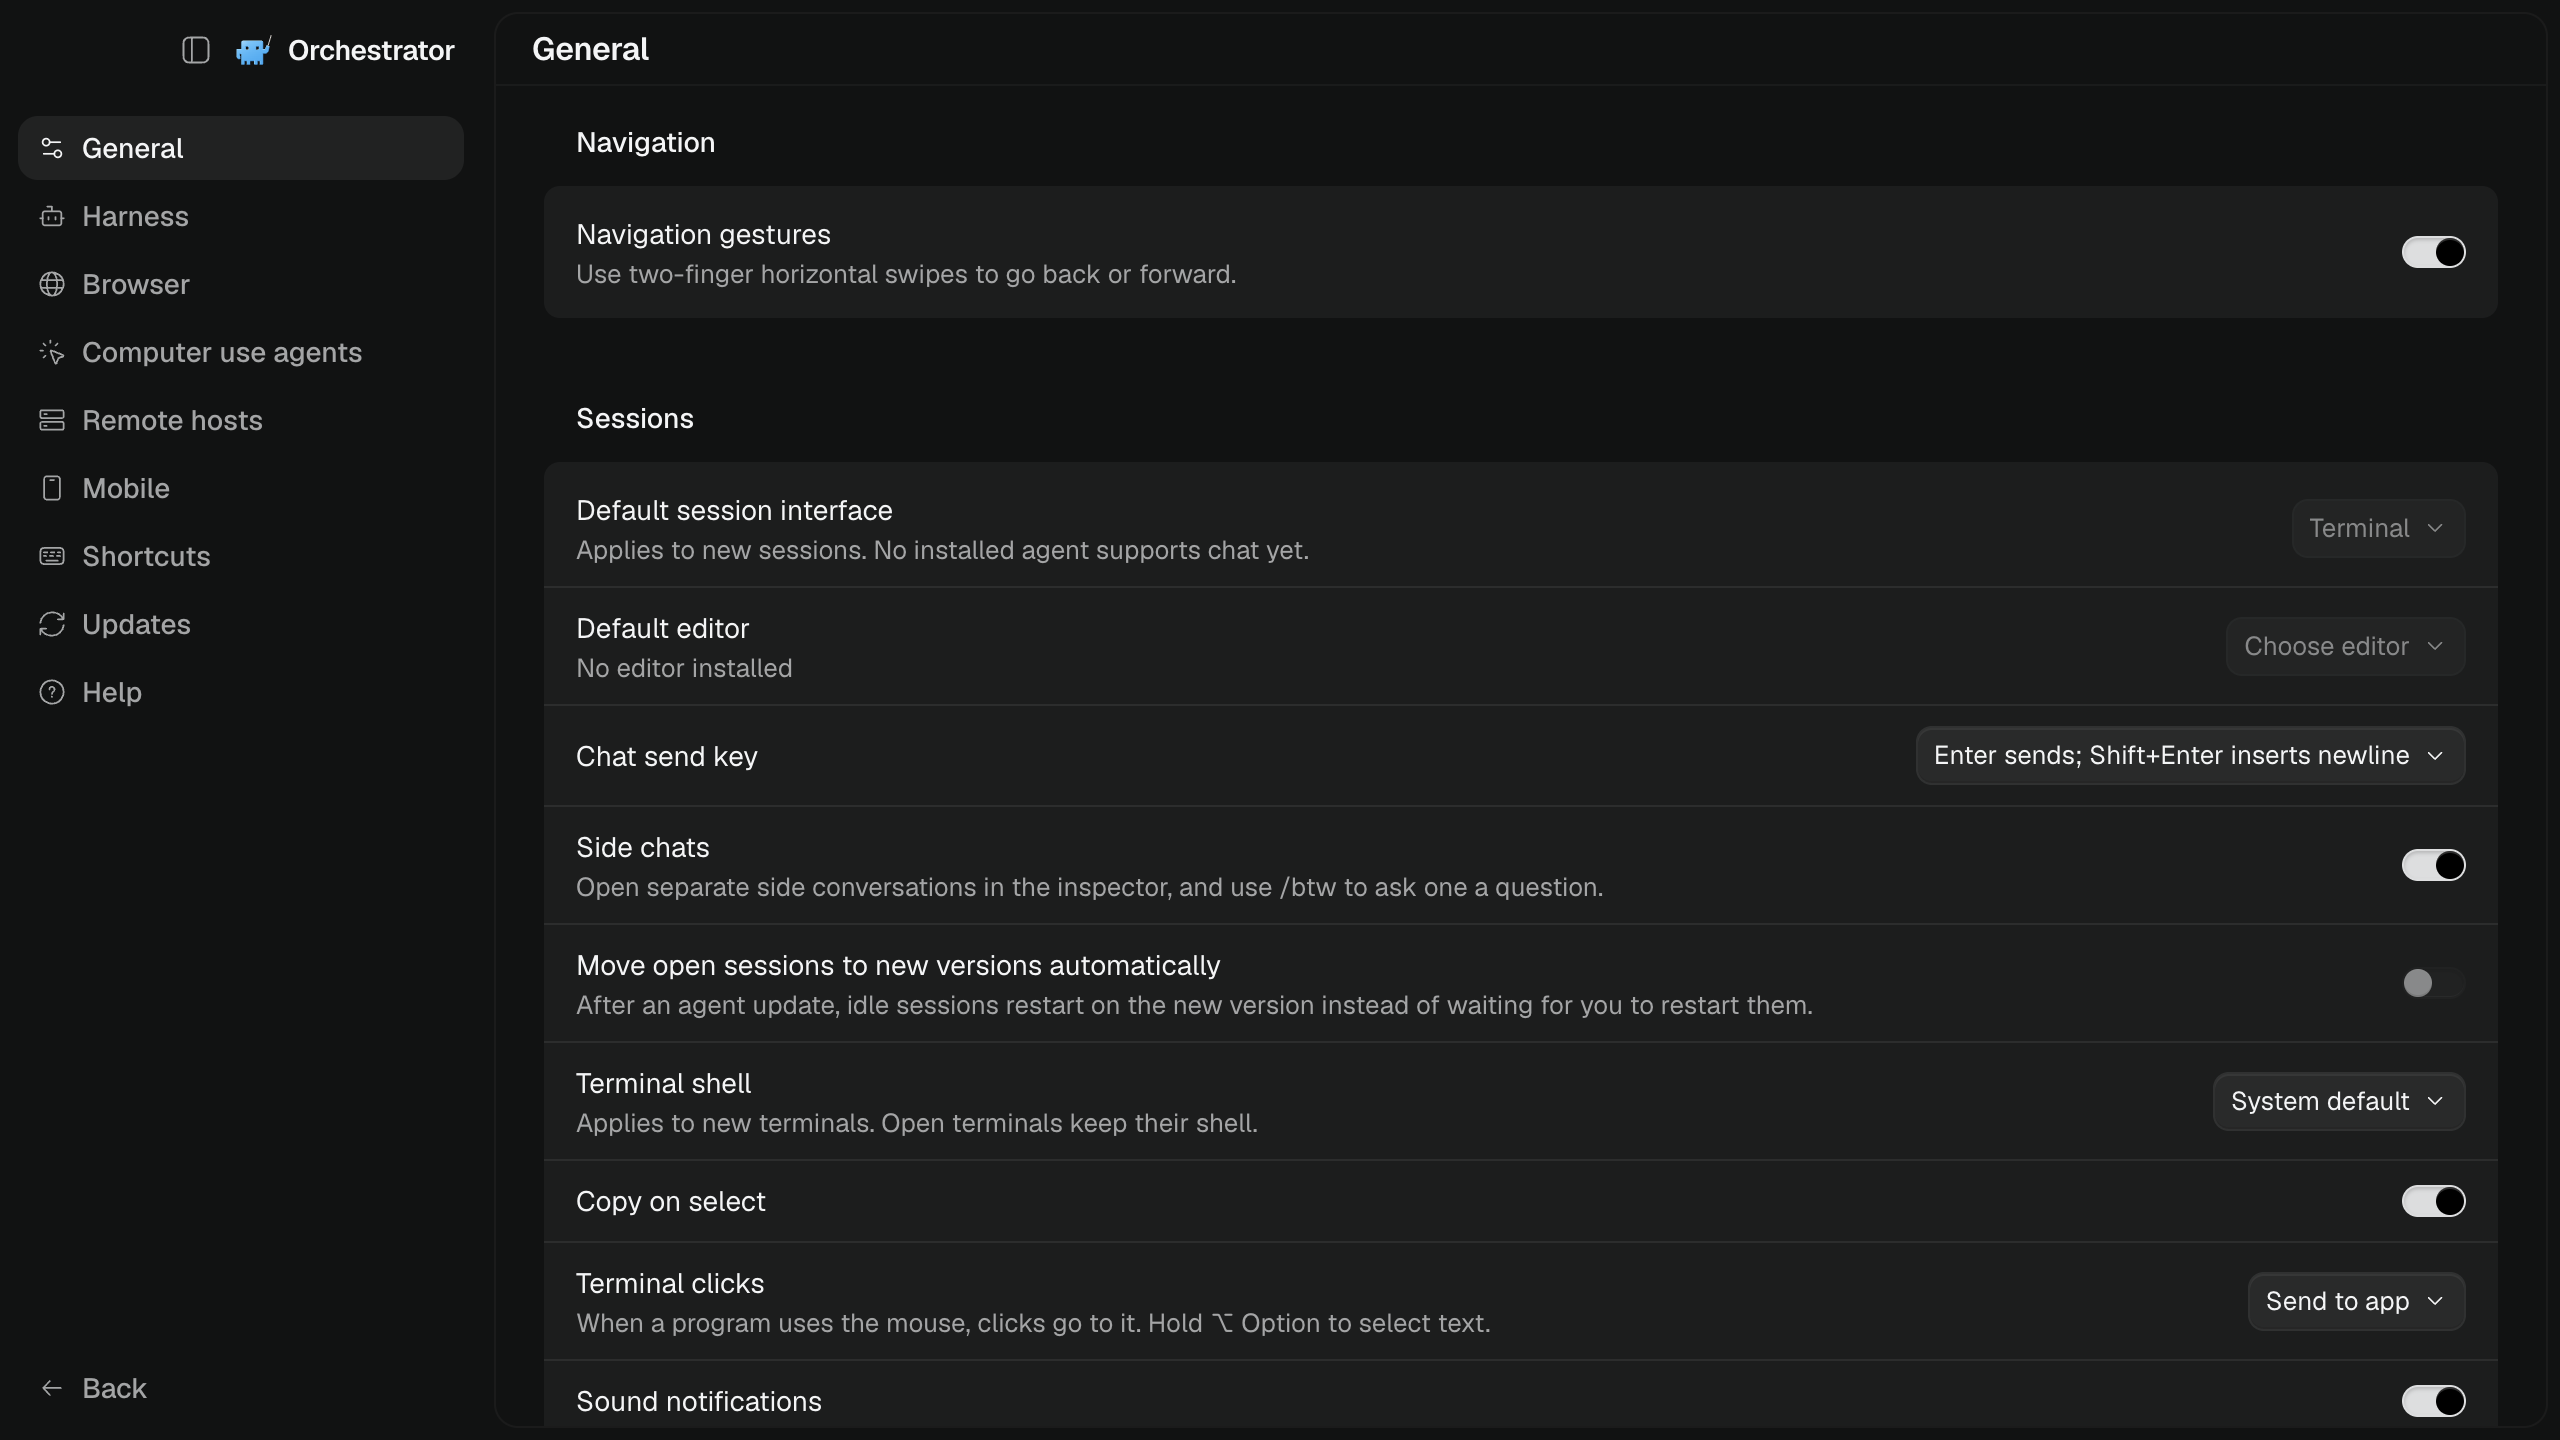 Orchestrator
General
Harness
Browser
Computer use agents
Remote hosts
Mobile
Shortcuts
Updates
Help
Back
General
Navigation
Navigation gestures
Use two-finger horizontal swipes to go back or forward.
Sessions
Default session interface
Applies to new sessions. No installed agent supports chat yet.
Terminal
Default editor
No editor installed
Choose editor
Chat send key
Enter sends; Shift+Enter inserts newline
Side chats
Open separate side conversations in the inspector, and use /btw to ask one a question.
Move open sessions to new versions automatically
After an agent update, idle sessions restart on the new version instead of waiting for you to restart them.
Terminal shell
Applies to new terminals. Open terminals keep their shell.
System default
Copy on select
Terminal clicks
When a program uses the mouse, clicks go to it. Hold ⌥ Option to select text.
Send to app
Sound notifications